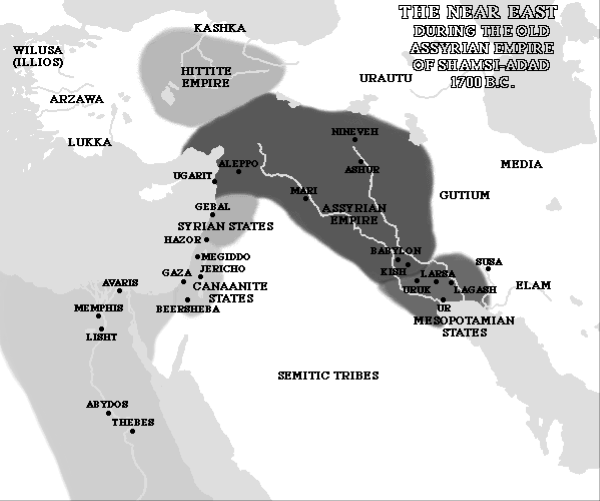 THE NEAR EAST
DURING THE OLD
ASSYRIAN EMPIRE
OF SHAMSI-ADAD
1700 B.C.
KASHKA
WILUSA
(ILLIOS)
HITTITE
EMPIRE
URAUTU
ARZAWA
LUKKA
NINEVEH
ALEPPO
ASHUR
MEDIA
UGARIT
MARI
GUTIUM
GEBAL
ASSYRIAN
EMPIRE
SYRIAN STATES
HAZOR
BABYLON
MEGIDDO
SUSA
GAZA
JERICHO
KISH
LARSA
AVARIS
CANAANITE
STATES
URUK
LAGASH
ELAM
MEMPHIS
BEERSHEBA
UR
LISHT
MESOPOTAMIAN
STATES
SEMITIC TRIBES
ABYDOS
THEBES